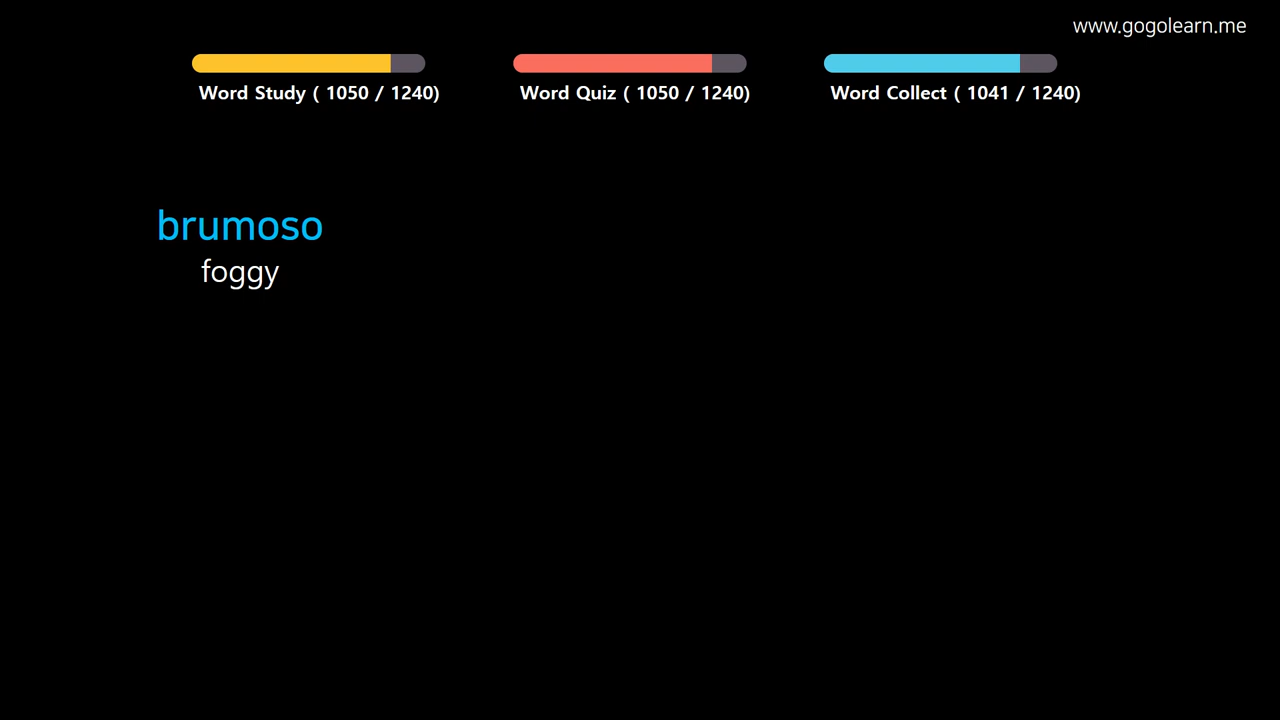 www.gogolearn.me
Word Study ( 1050 / 1240)
Word Quiz ( 1050 / 1240)
Word Collect ( 1041 / 1240)
brumoso
foggy